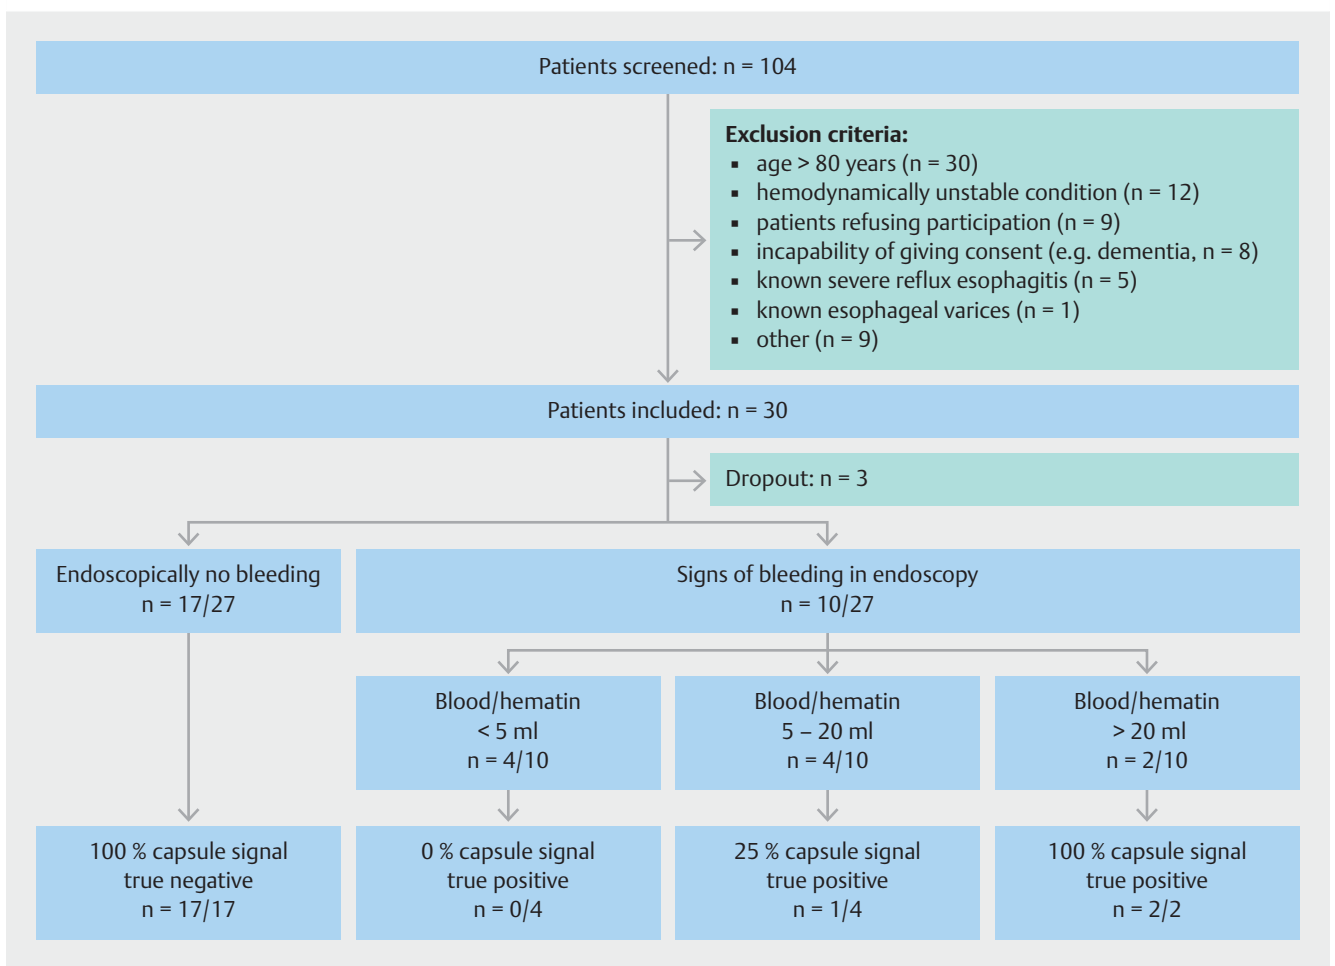 Patients screened: n = 104
Exclusion criteria:
▪ age > 80 years (n = 30)
▪ hemodynamically unstable condition (n = 12)
▪ patients refusing participation (n = 9)
▪ incapability of giving consent (e.g. dementia, n = 8)
▪ known severe reflux esophagitis (n = 5)
▪ known esophageal varices (n = 1)
▪ other (n = 9)
Patients included: n = 30
Dropout: n = 3
Endoscopically no bleeding
n = 17/27
Signs of bleeding in endoscopy
n = 10/27
Blood/hematin
< 5 ml
n = 4/10
Blood/hematin
5 – 20 ml
n = 4/10
Blood/hematin
> 20 ml
n = 2/10
100 % capsule signal
true negative
n = 17/17
0 % capsule signal
true positive
n = 0/4
25 % capsule signal
true positive
n = 1/4
100 % capsule signal
true positive
n = 2/2